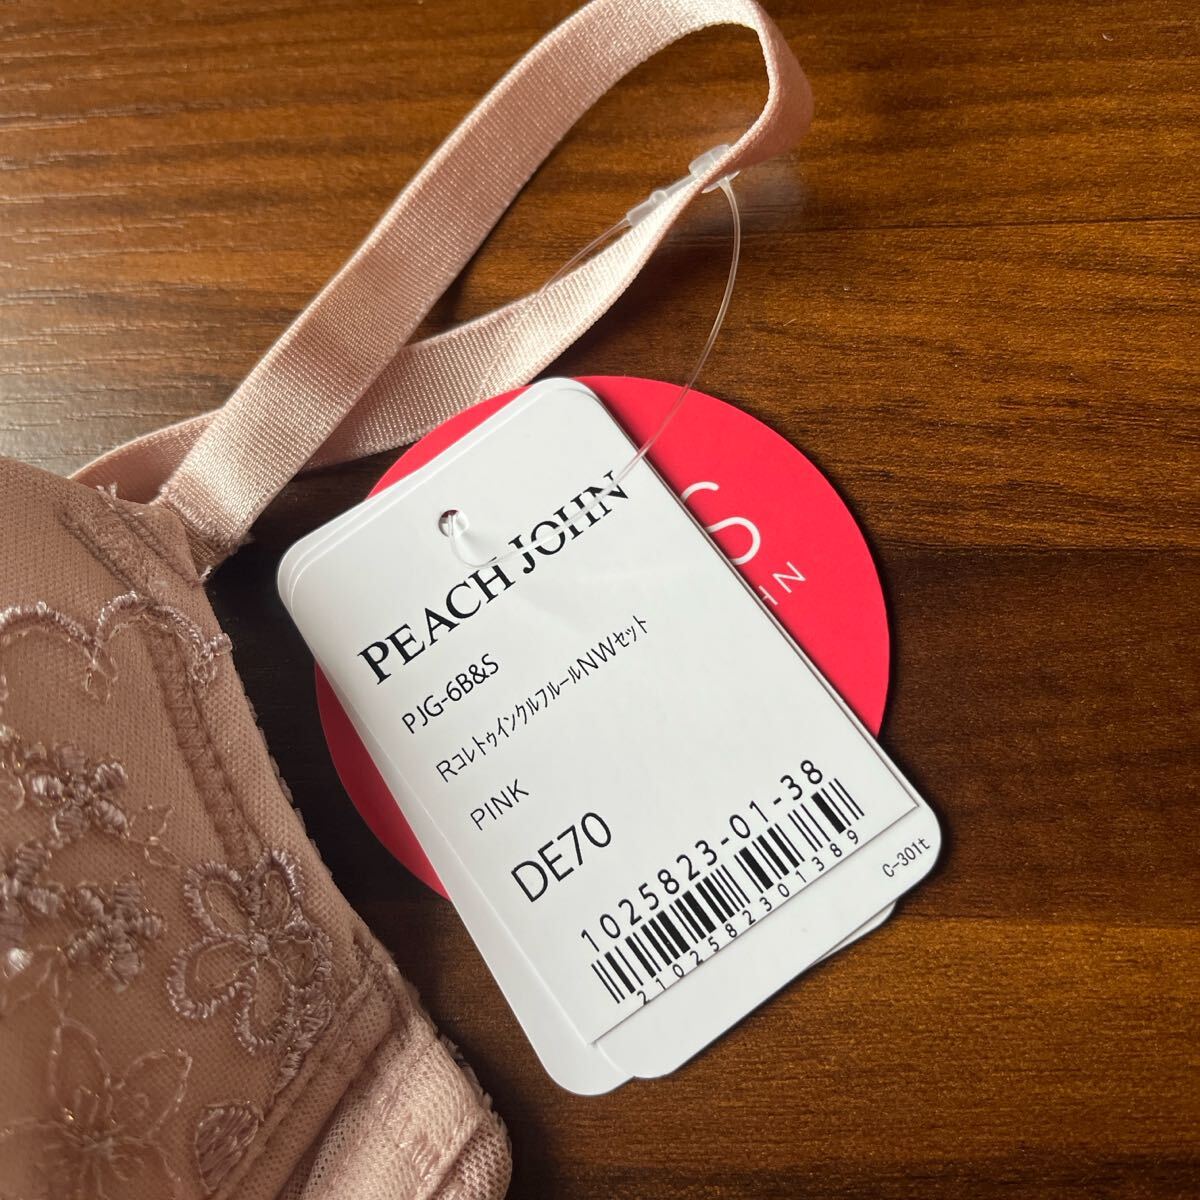 PEACH JOHN
PJG-6B&S
RコレトゥインクルフルールNWセット
PINK
DE70
1025823-01-38
2102582301389
C-301t
S
HN